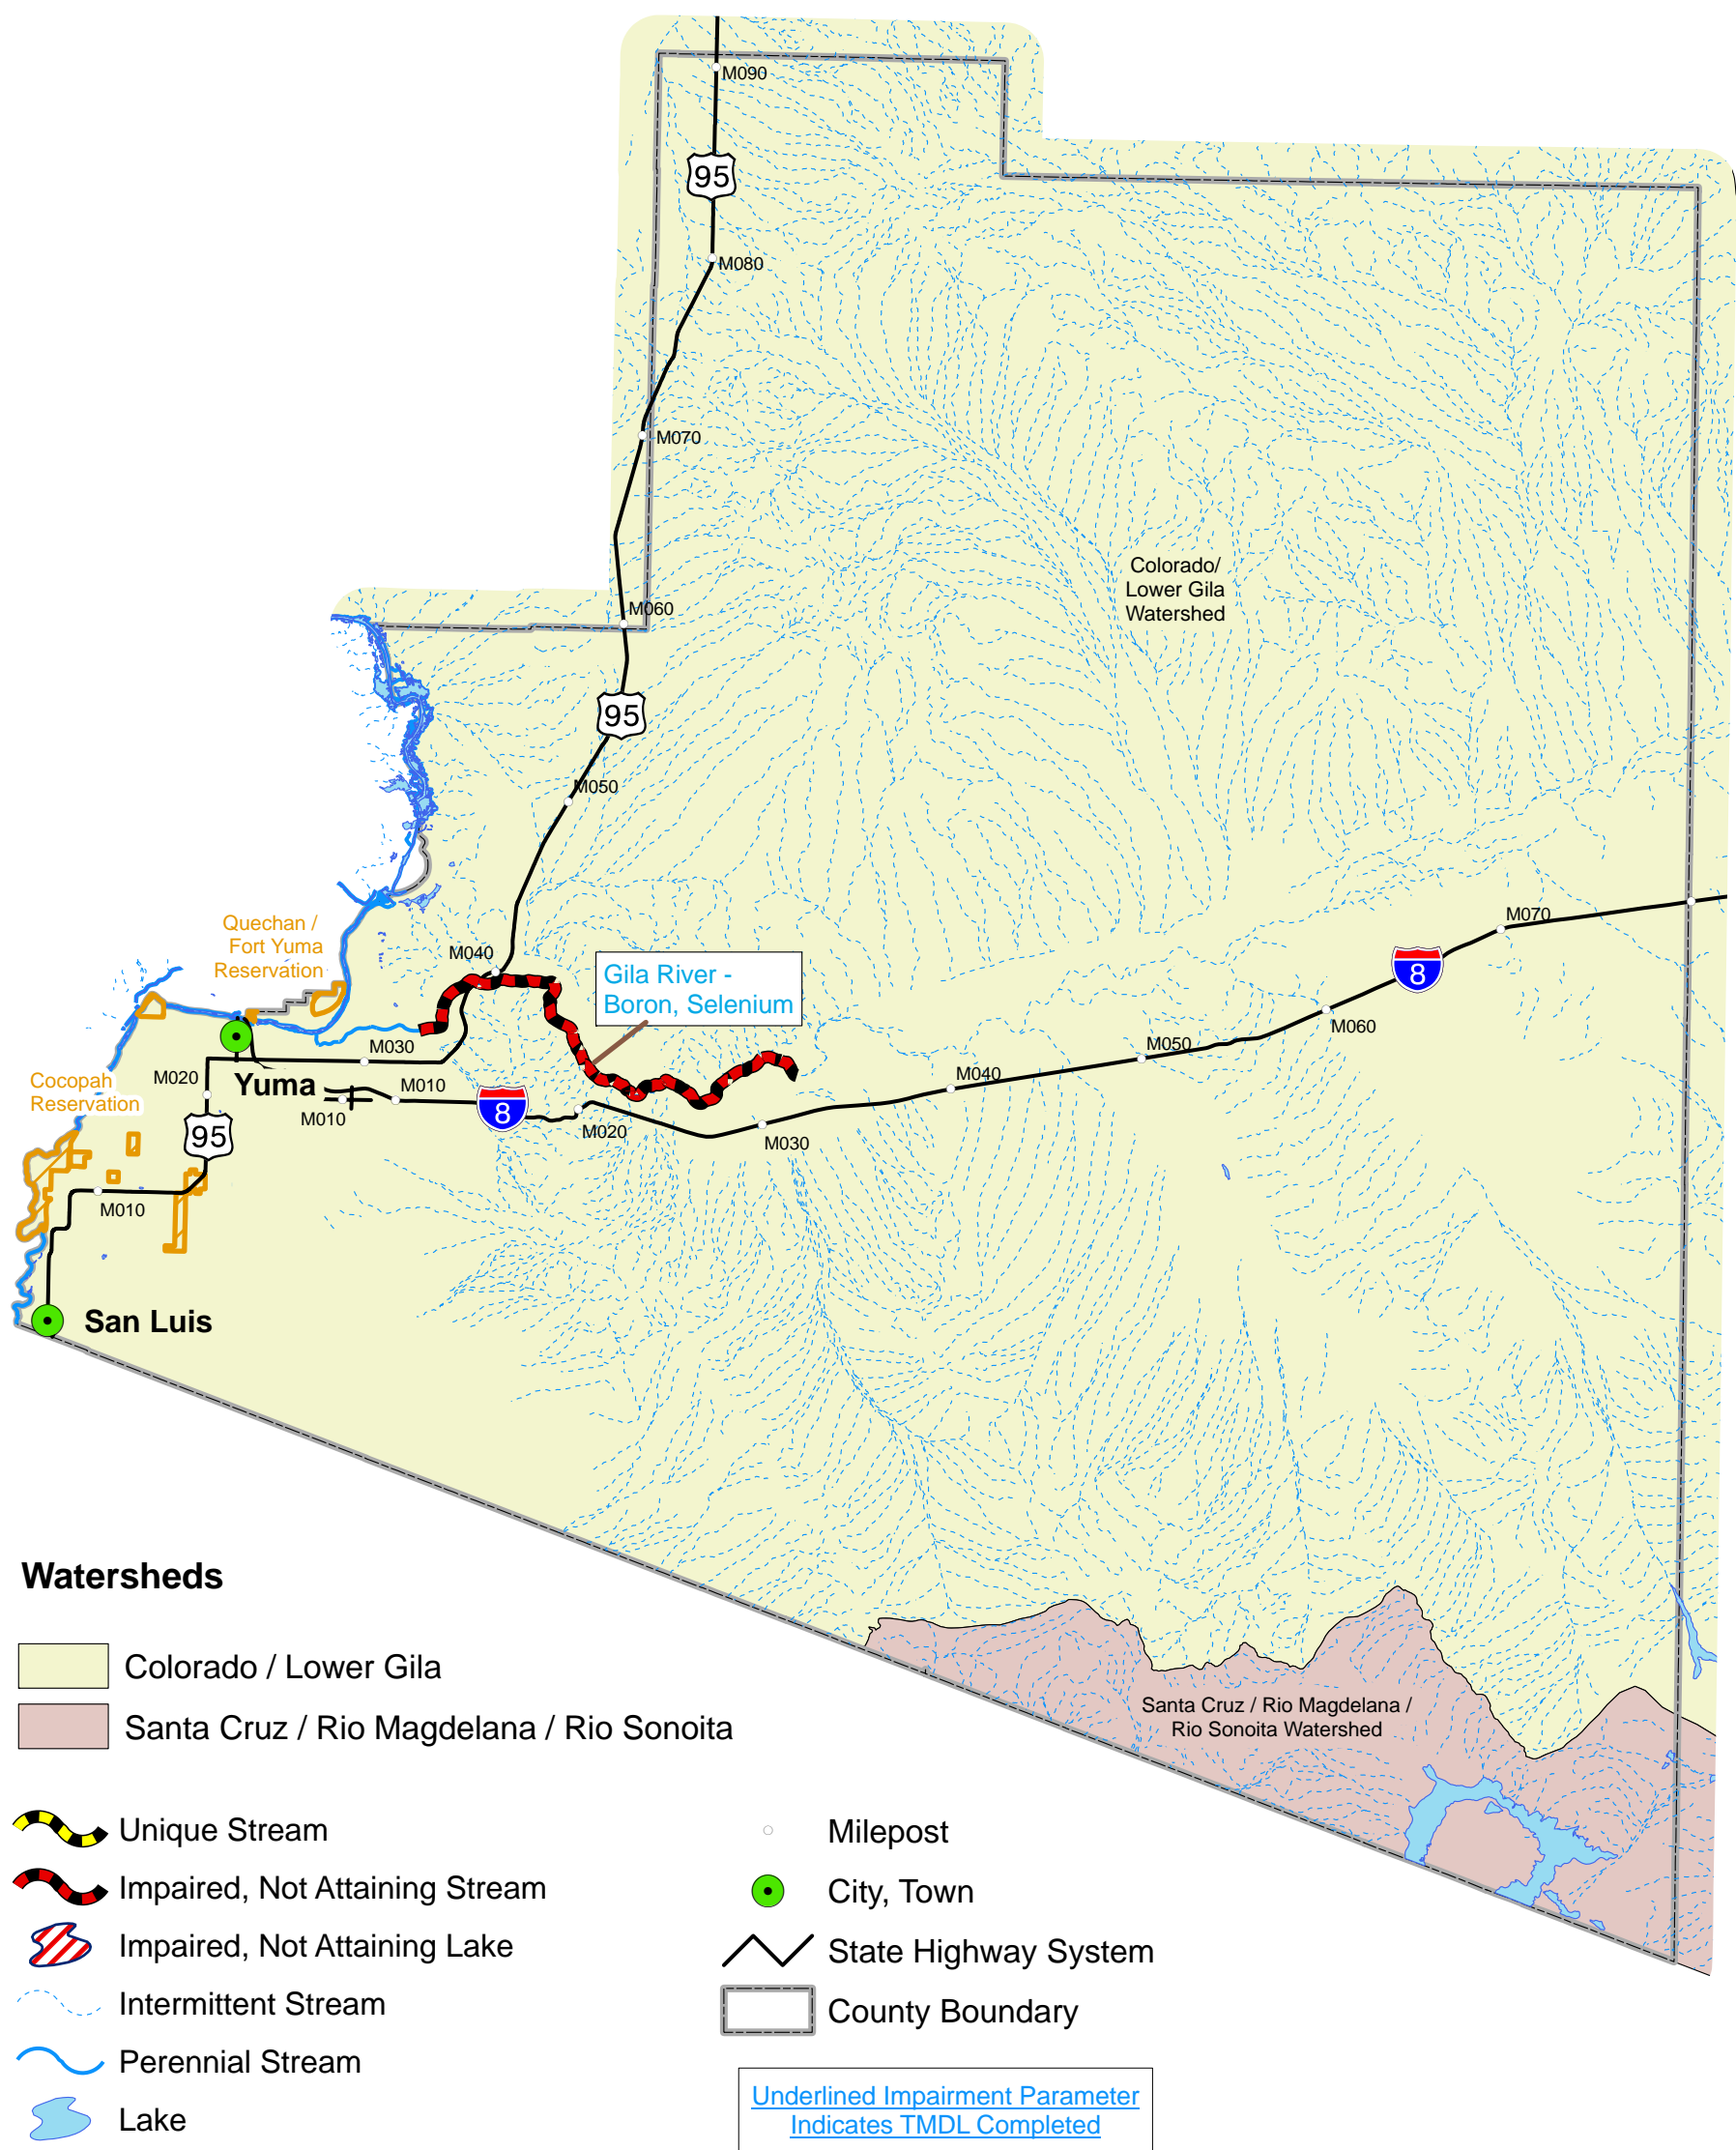 M090
95
M080
M070
Colorado/
Lower Gila
Watershed
M060
95
M050
M070
Quechan /
Fort Yuma
Reservation
M040
Gila River -
Boron, Selenium
8
M060
M030
M050
Cocopah
Reservation
M020
Yuma
M010
M040
M010
8
M020
M030
95
M010
San Luis
Watersheds
Colorado / Lower Gila
Santa Cruz / Rio Magdelana / Rio Sonoita
Santa Cruz / Rio Magdelana /
Rio Sonoita Watershed
Unique Stream
Impaired, Not Attaining Stream
Impaired, Not Attaining Lake
Intermittent Stream
Perennial Stream
Lake
Milepost
City, Town
State Highway System
County Boundary
Underlined Impairment Parameter
Indicates TMDL Completed